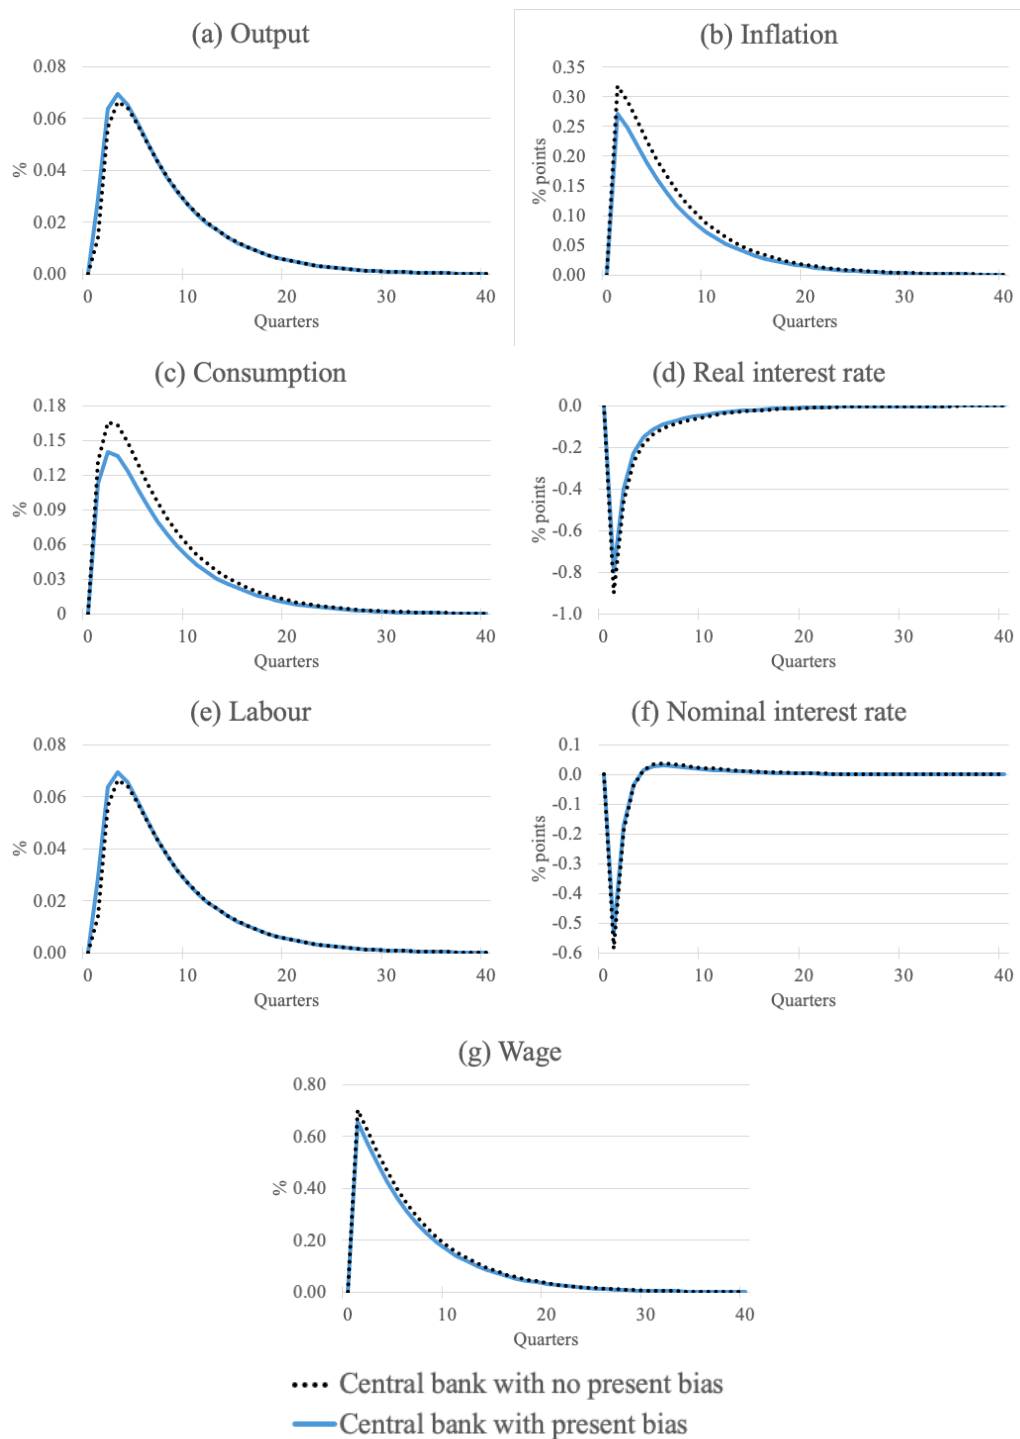 (a) Output
0.08
0.06
0.04
0.02
0.00
%
0 10 20 30 40
Quarters
(b) Inflation
0.35
0.30
0.25
0.20
0.15
0.10
0.05
0.00
% points
0 10 20 30 40
Quarters
(c) Consumption
0.18
0.15
0.12
0.09
0.06
0.03
0
%
0 10 20 30 40
Quarters
(d) Real interest rate
0.0
-0.2
-0.4
-0.6
-0.8
-1.0
% points
0 10 20 30 40
Quarters
(e) Labour
0.08
0.06
0.04
0.02
0.00
%
0 10 20 30 40
Quarters
(f) Nominal interest rate
0.1
0.0
-0.1
-0.2
-0.3
-0.4
-0.5
-0.6
% points
0 10 20 30 40
Quarters
(g) Wage
0.80
0.60
0.40
0.20
0.00
%
0 10 20 30 40
Quarters
Central bank with no present bias
Central bank with present bias